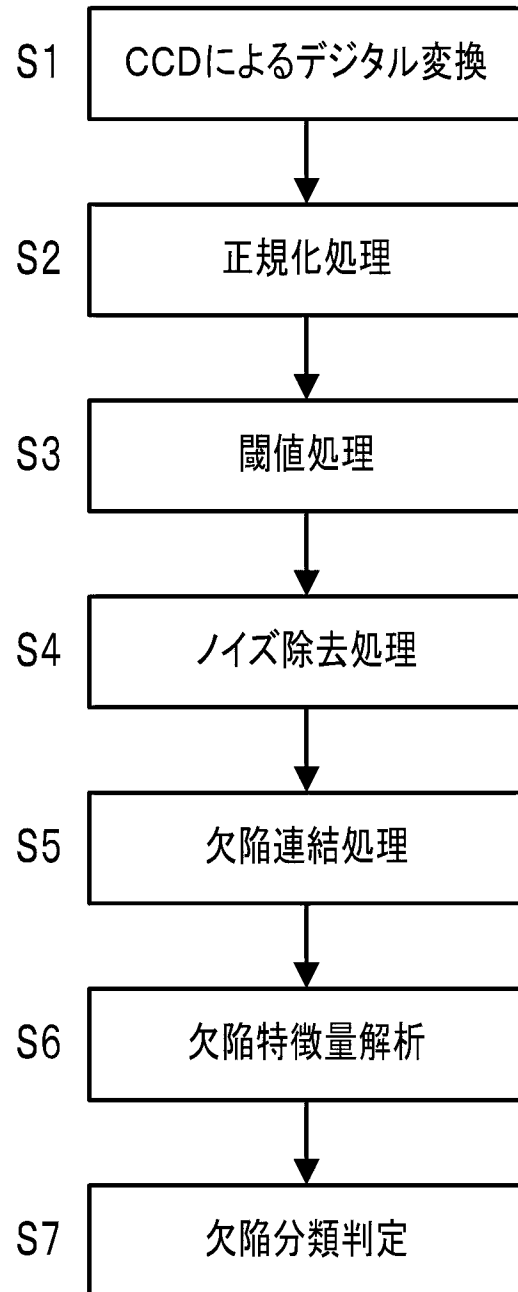 S1 CCDによるデジタル変換
S2 正規化処理
S3 閾値処理
S4 ノイズ除去処理
S5 欠陥連結処理
S6 欠陥特徴量解析
S7 欠陥分類判定